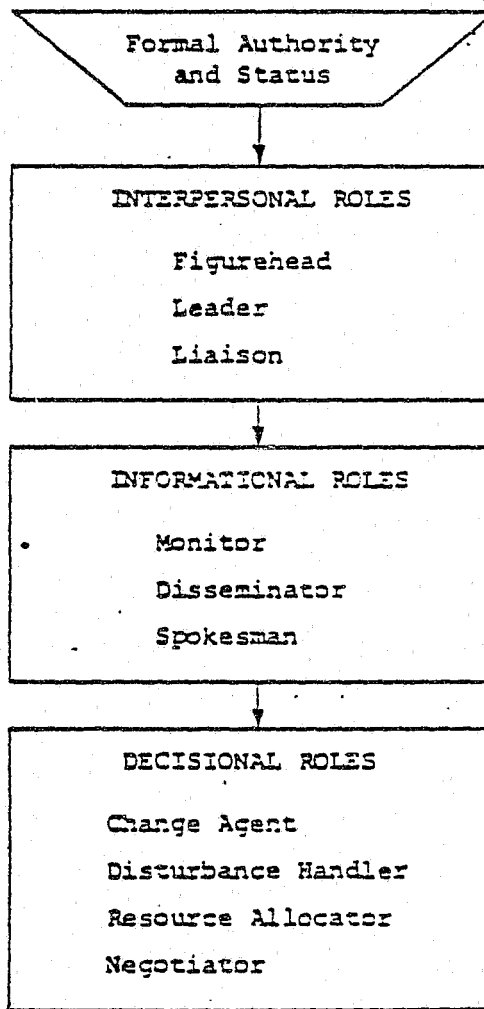 Formal Authority
and Status
INTERPERSONAL ROLES
Figurehead
Leader
Liaison
INFORMATIONAL ROLES
Monitor
Disseminator
Spokesman
DECISIONAL ROLES
Change Agent
Disturbance Handler
Resource Allocator
Negotiator